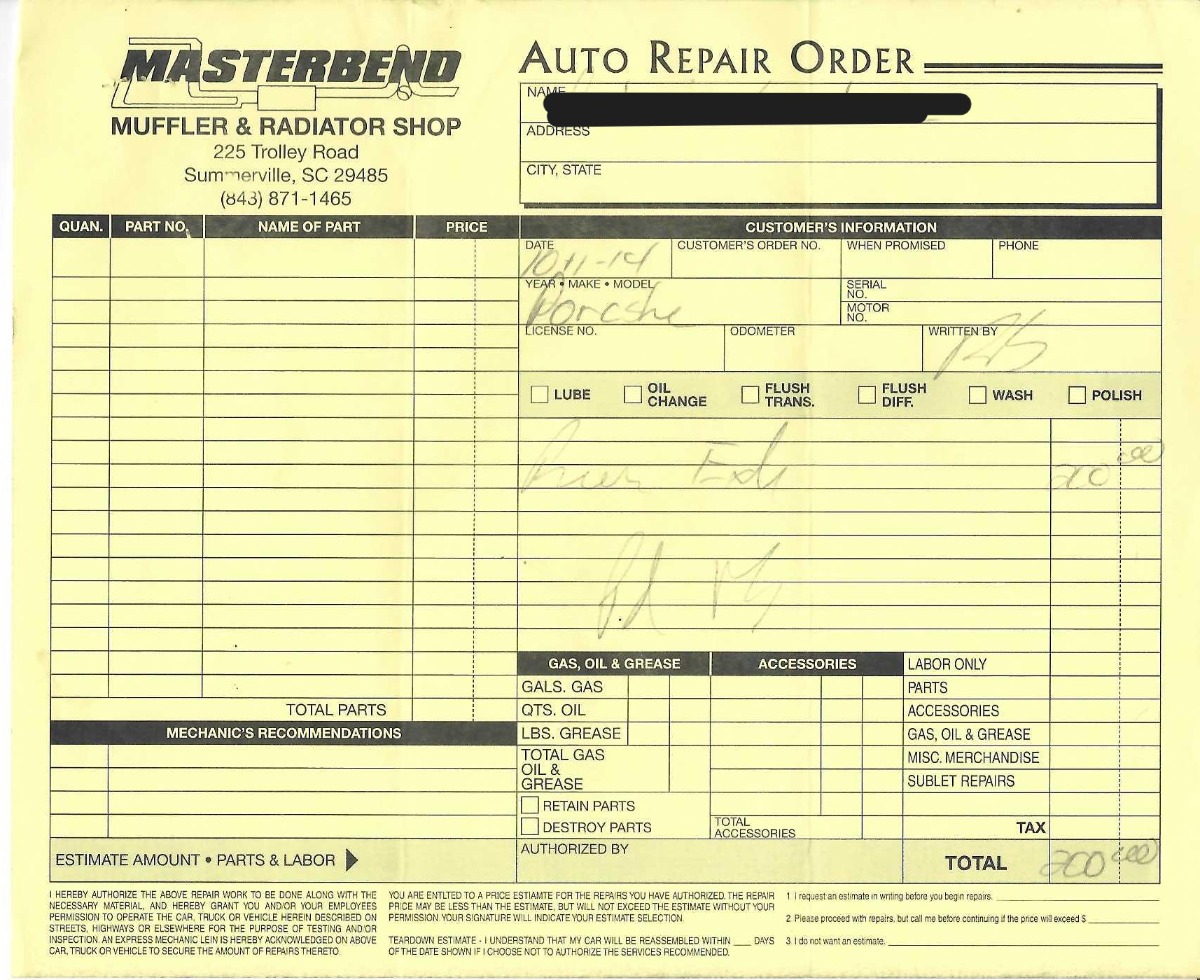 MASTERBEND
MUFFLER & RADIATOR SHOP
225 Trolley Road
Summerville, SC 29485
(843) 871-1465
AUTO REPAIR ORDER
NAME
ADDRESS
CITY, STATE
QUAN. PART NO. NAME OF PART PRICE
CUSTOMER'S INFORMATION
DATE CUSTOMER'S ORDER NO. WHEN PROMISED PHONE
10-11-14
YEAR • MAKE • MODEL SERIAL NO.
Porcshe MOTOR NO.
LICENSE NO. ODOMETER WRITTEN BY
LUBE OIL CHANGE FLUSH TRANS. FLUSH DIFF. WASH POLISH
200 00
Pd
GAS, OIL & GREASE ACCESSORIES LABOR ONLY
GALS. GAS PARTS
QTS. OIL ACCESSORIES
TOTAL PARTS
LBS. GREASE GAS, OIL & GREASE
MECHANIC'S RECOMMENDATIONS
TOTAL GAS OIL & GREASE MISC. MERCHANDISE
SUBLET REPAIRS
RETAIN PARTS
DESTROY PARTS TOTAL ACCESSORIES TAX
ESTIMATE AMOUNT • PARTS & LABOR
AUTHORIZED BY TOTAL 200 00
I HEREBY AUTHORIZE THE ABOVE REPAIR WORK TO BE DONE ALONG WITH THE
NECESSARY MATERIAL, AND HEREBY GRANT YOU AND/OR YOUR EMPLOYEES
PERMISSION TO OPERATE THE CAR, TRUCK OR VEHICLE HEREIN DESCRIBED ON
STREETS, HIGHWAYS OR ELSEWHERE FOR THE PURPOSE OF TESTING AND/OR
INSPECTION. AN EXPRESS MECHANIC LEIN IS HEREBY ACKNOWLEDGED ON ABOVE
CAR, TRUCK OR VEHICLE TO SECURE THE AMOUNT OF REPAIRS THERETO.
YOU ARE ENTLITED TO A PRICE ESTIAMTE FOR THE REPAIRS YOU HAVE AUTHORIZED. THE REPAIR
PRICE MAY BE LESS THAN THE ESTIMATE, BUT WILL NOT EXCEED THE ESTIMATE WITHOUT YOUR
PERMISSION. YOUR SIGNATURE WILL INDICATE YOUR ESTIMATE SELECTION.
TEARDOWN ESTIMATE - I UNDERSTAND THAT MY CAR WILL BE REASSEMBLED WITHIN ____ DAYS
OF THE DATE SHOWN IF I CHOOSE NOT TO AUTHORIZE THE SERVICES RECOMMENDED.
1 I request an estimate in writing before you begin repairs.
2 Please proceed with repairs, but call me before continuing if the price will exceed $
3. I do not want an estimate.